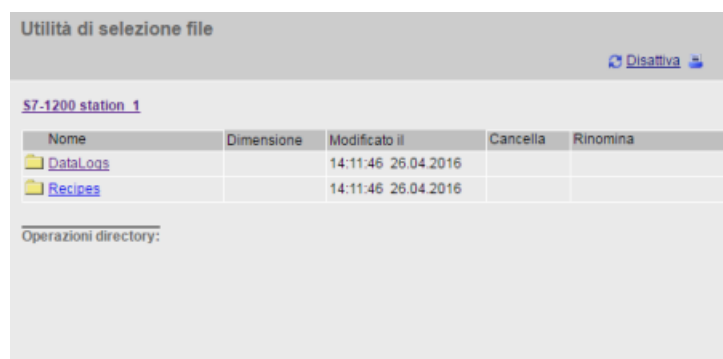 Utilità di selezione file
Disattiva
S7-1200 station_1
Nome Dimensione Modificato il Cancella Rinomina
DataLogs 14:11:46 26.04.2016
Recipes 14:11:46 26.04.2016
Operazioni directory: